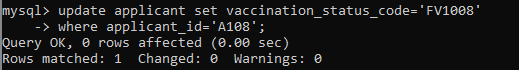 mysql> update applicant set vaccination_status_code='FV1008'
    -> where applicant_id='A108';
Query OK, 0 rows affected (0.00 sec)
Rows matched: 1  Changed: 0  Warnings: 0